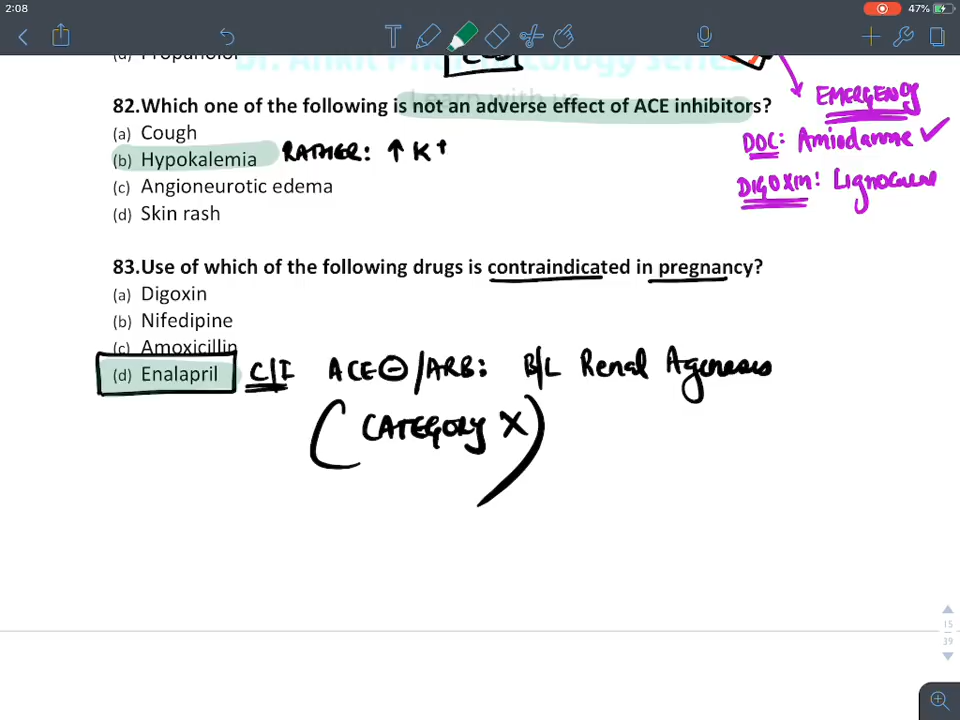 2:08
47%
82.Which one of the following is not an adverse effect of ACE inhibitors?
(a) Cough
(b) Hypokalemia RATHER: ↑ K+
(c) Angioneurotic edema
(d) Skin rash
EMERGENCY
DOC: Amiodarone ✓
DIGOXIN:
83.Use of which of the following drugs is contraindicated in pregnancy?
(a) Digoxin
(b) Nifedipine
(c) Amoxicillin
(d) Enalapril C/I ACE⊖/ARB: B/L Renal Agenesis
(CATEGORY X)
15
39